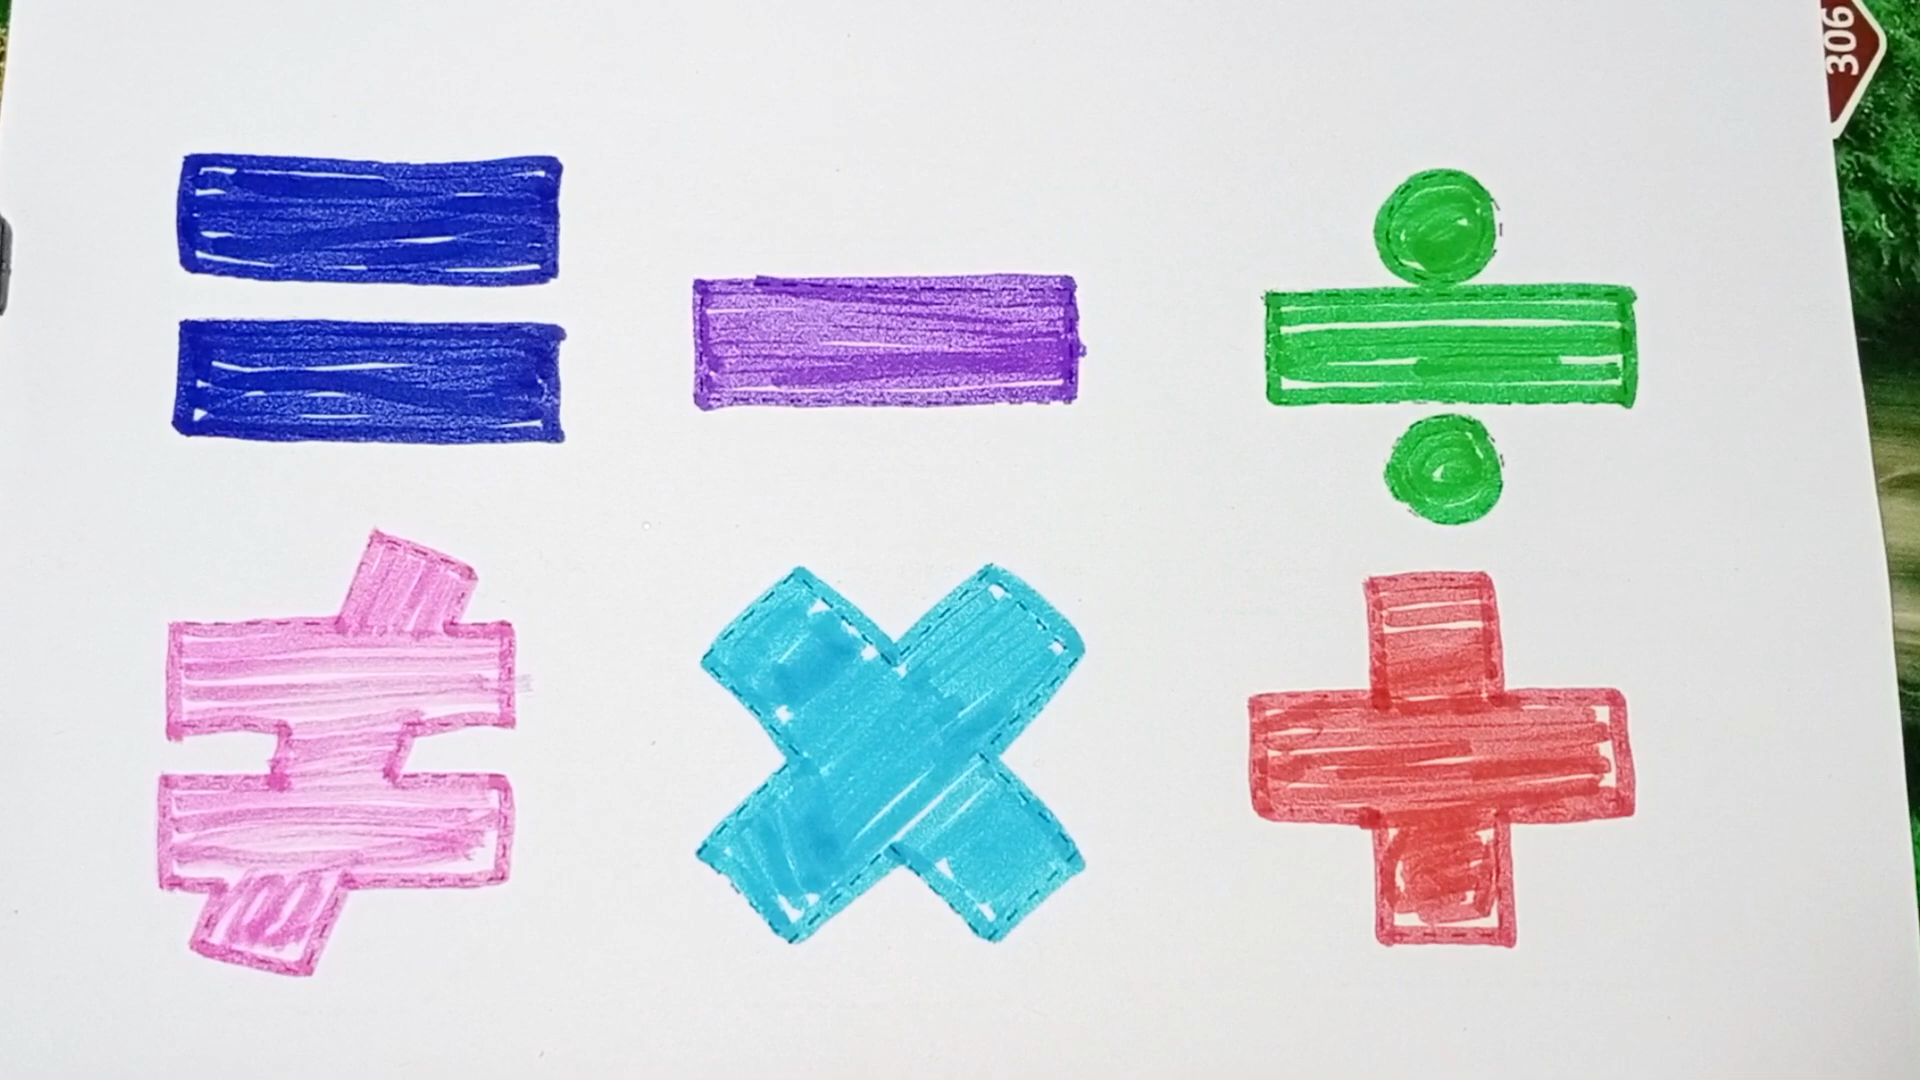 306
= - ÷
≠ × +